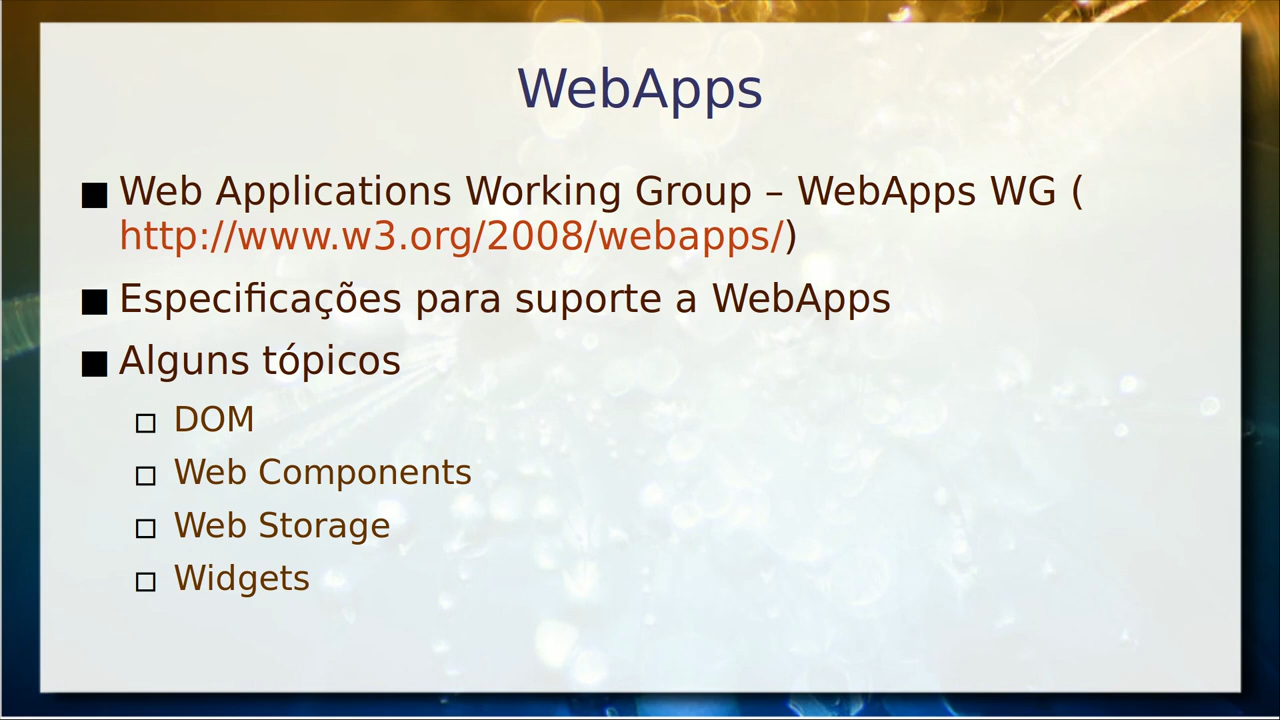 WebApps
■ Web Applications Working Group – WebApps WG (
http://www.w3.org/2008/webapps/)
■ Especificações para suporte a WebApps
■ Alguns tópicos
□ DOM
□ Web Components
□ Web Storage
□ Widgets